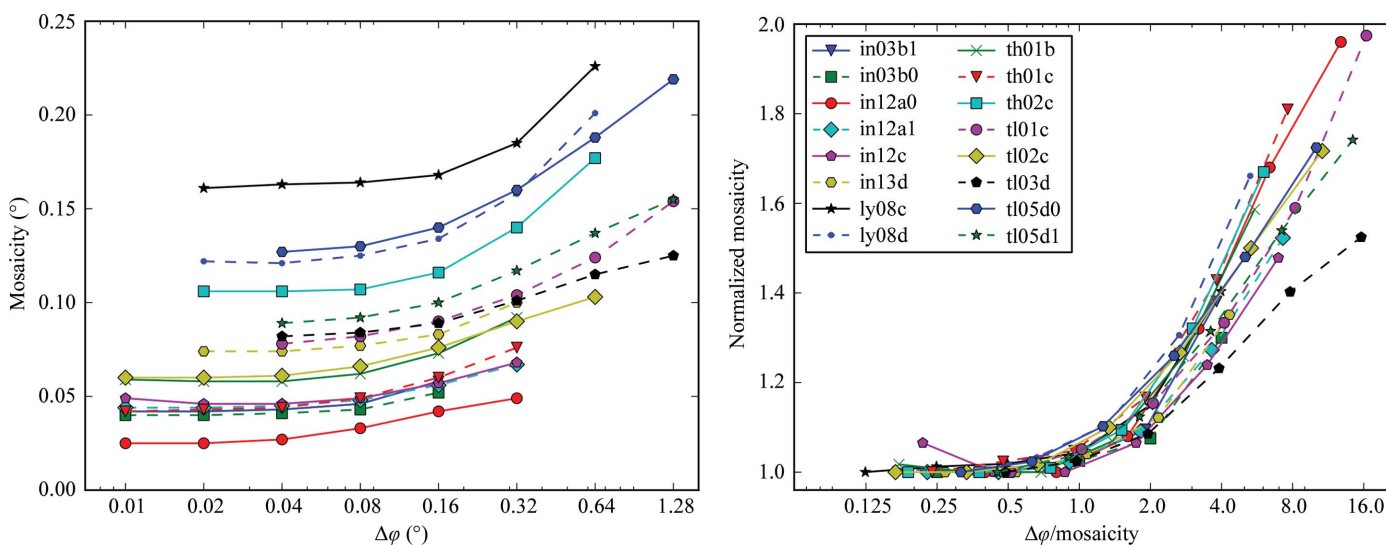 0.25
0.20
0.15
0.10
0.05
0.00
Mosaicity (°)
0.01 0.02 0.04 0.08 0.16 0.32 0.64 1.28
Δφ (°)
2.0
1.8
1.6
1.4
1.2
1.0
Normalized mosaicity
in03b1 th01b
in03b0 th01c
in12a0 th02c
in12a1 tl01c
in12c tl02c
in13d tl03d
ly08c tl05d0
ly08d tl05d1
0.125 0.25 0.5 1.0 2.0 4.0 8.0 16.0
Δφ/mosaicity